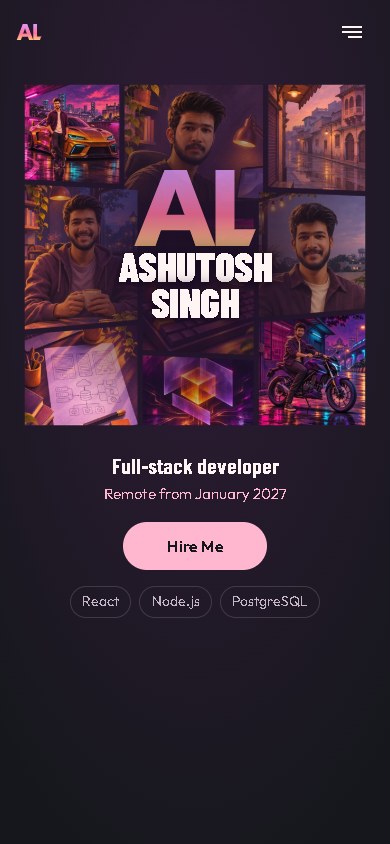 AL
AL
ASHUTOSH
SINGH
Full-stack developer
Remote from January 2027
Hire Me
React
Node.js
PostgreSQL